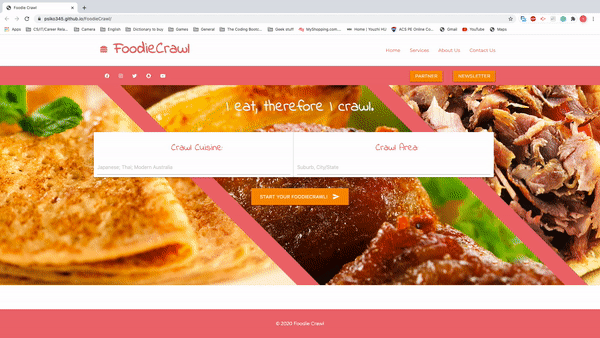 Foodie Crawl
poiko345.github.io/FoodieCrawl/
Apps
CS/IT/Career Rela...
Camera
English
Dictionary to buy
Games
General
The Coding Boot...
Geek stuff
MyShopping.com...
Home | Youzhi HU
ACS PE Online Co...
Gmail
YouTube
Maps
FoodieCrawl
Home
Services
About Us
Contact Us
PARTNER
NEWSLETTER
I eat, therefore I crawl.
Crawl Cuisine:
Crawl Area:
Japanese, Thai, Modern Australia
Suburb, City/State
START YOUR FOODIECRAWL!
© 2020 Foodie Crawl